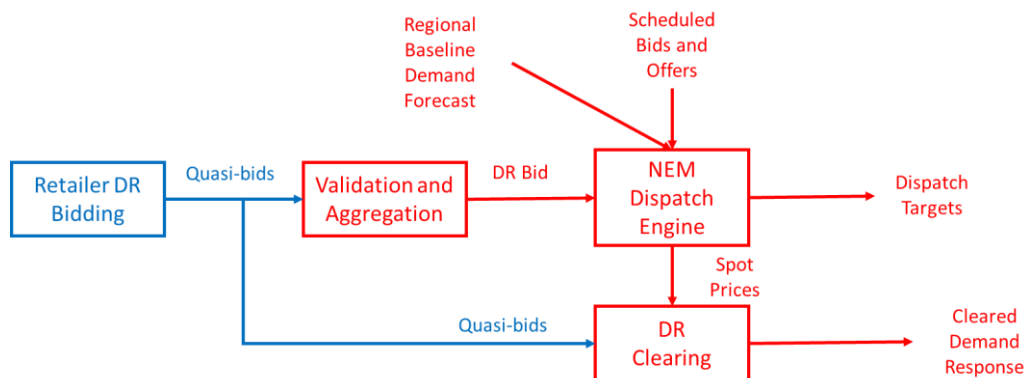 Regional
Baseline
Demand
Forecast
Scheduled
Bids and
Offers
Retailer DR
Bidding
Quasi-bids
Validation and
Aggregation
DR Bid
NEM
Dispatch
Engine
Dispatch
Targets
Spot
Prices
Quasi-bids
DR
Clearing
Cleared
Demand
Response